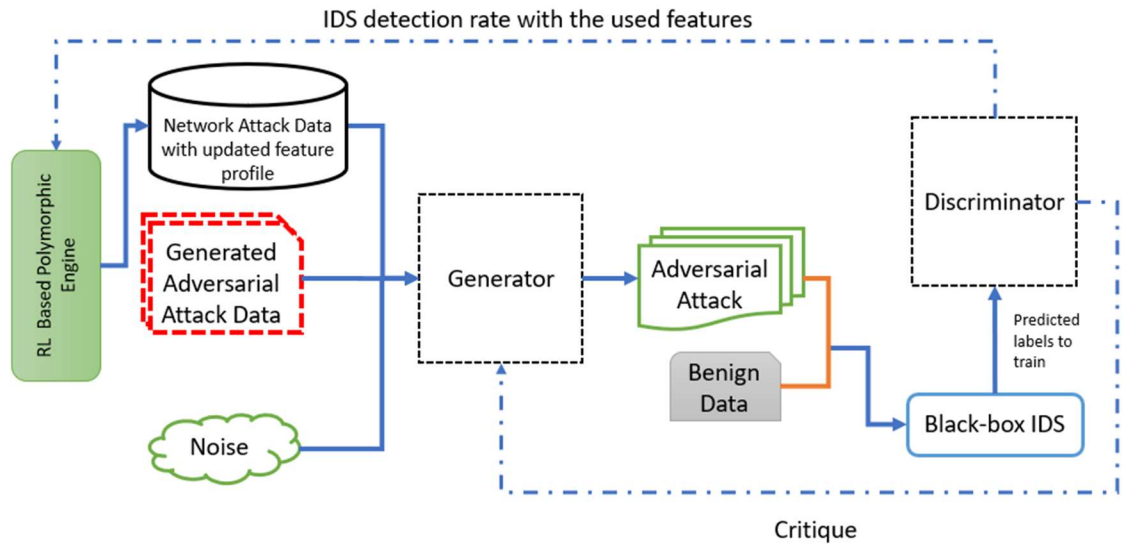 IDS detection rate with the used features
Network Attack Data
with updated feature
profile
RL Based Polymorphic
Engine
Generated
Adversarial
Attack Data
Noise
Generator
Adversarial
Attack
Benign
Data
Discriminator
Predicted
labels to
train
Black-box IDS
Critique